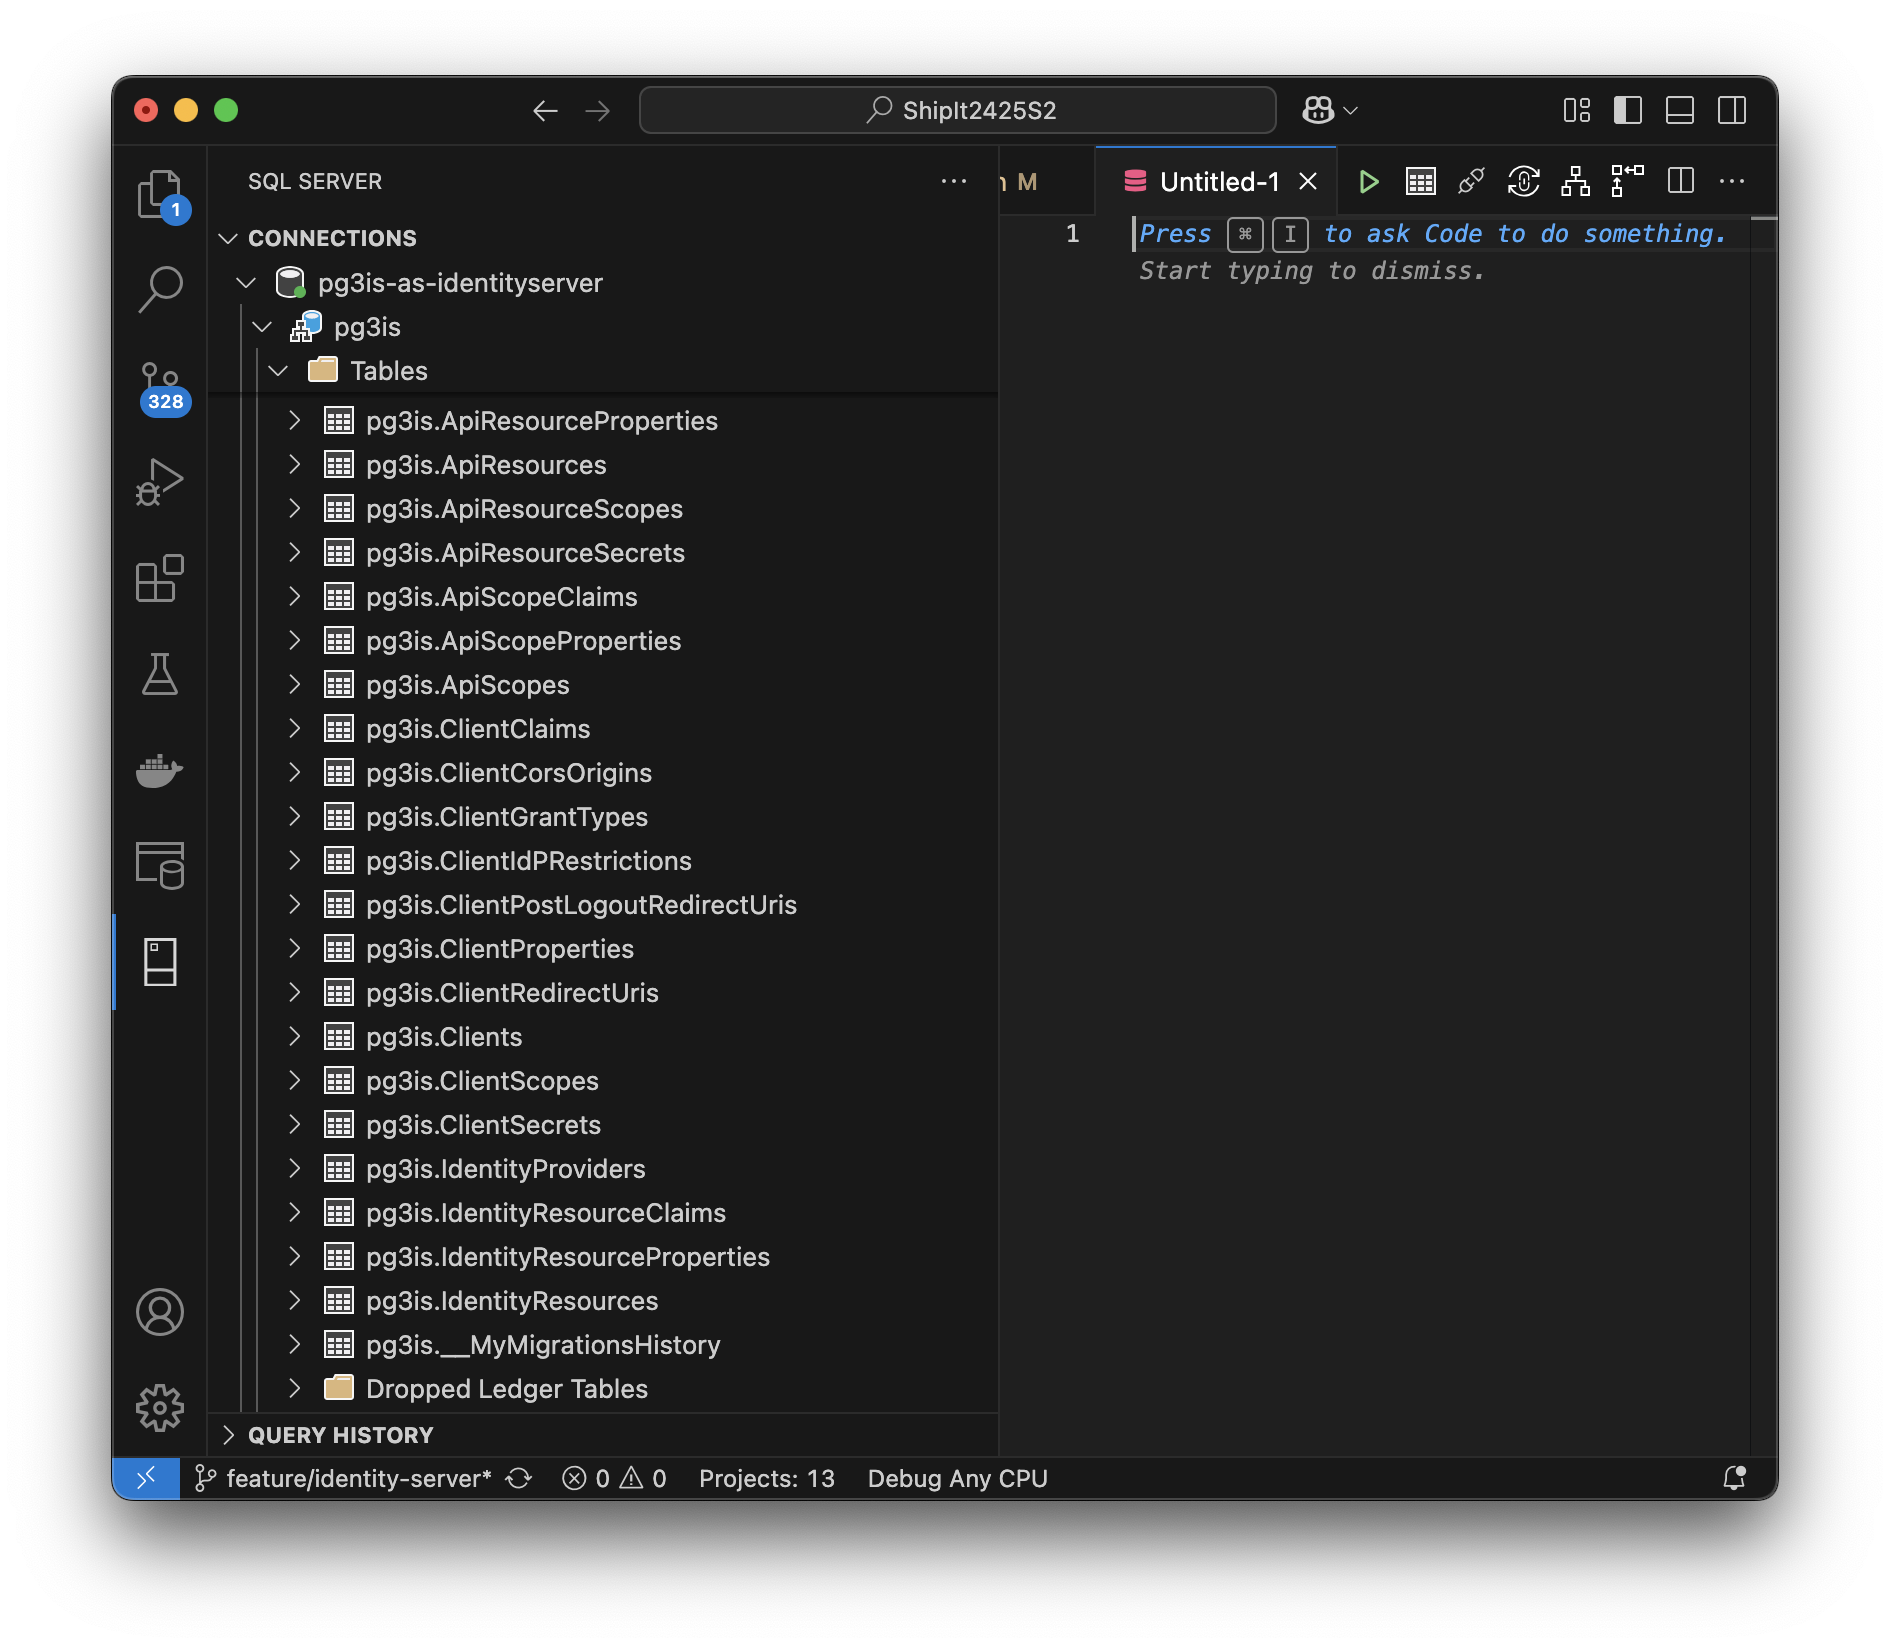 ShipIt2425S2
SQL SERVER
M
Untitled-1
1
CONNECTIONS
1
Press ⌘ I to ask Code to do something.
Start typing to dismiss.
pg3is-as-identityserver
pg3is
Tables
328
pg3is.ApiResourceProperties
pg3is.ApiResources
pg3is.ApiResourceScopes
pg3is.ApiResourceSecrets
pg3is.ApiScopeClaims
pg3is.ApiScopeProperties
pg3is.ApiScopes
pg3is.ClientClaims
pg3is.ClientCorsOrigins
pg3is.ClientGrantTypes
pg3is.ClientIdPRestrictions
pg3is.ClientPostLogoutRedirectUris
pg3is.ClientProperties
pg3is.ClientRedirectUris
pg3is.Clients
pg3is.ClientScopes
pg3is.ClientSecrets
pg3is.IdentityProviders
pg3is.IdentityResourceClaims
pg3is.IdentityResourceProperties
pg3is.IdentityResources
pg3is.__MyMigrationsHistory
Dropped Ledger Tables
QUERY HISTORY
feature/identity-server* 0 0 Projects: 13 Debug Any CPU